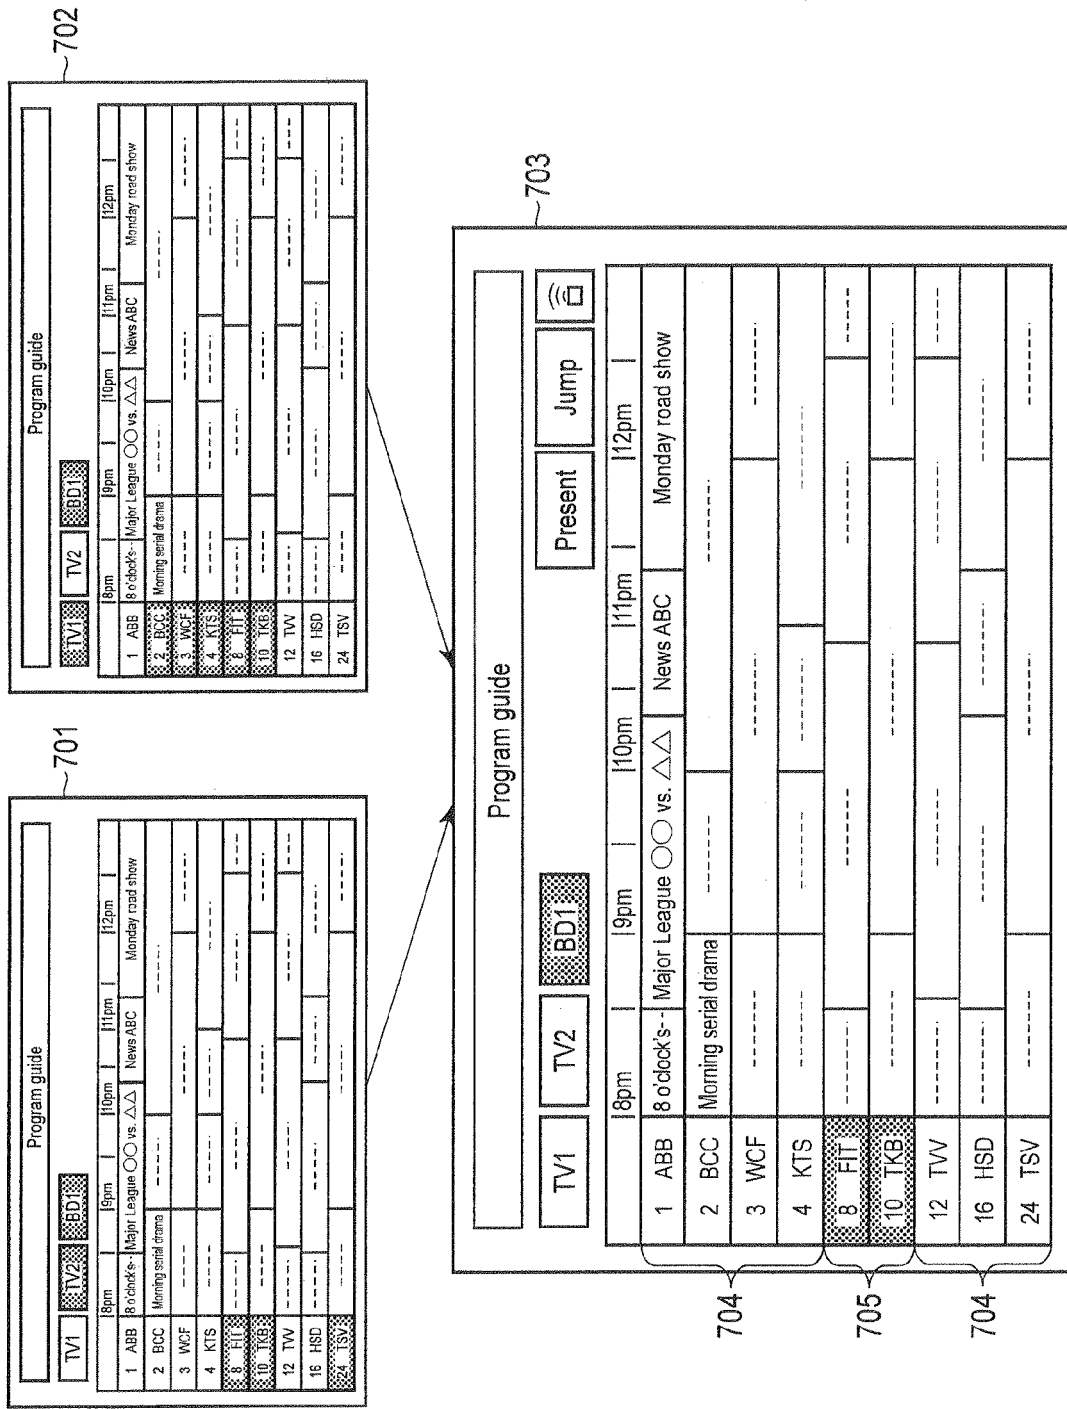 701
Program guide
TV1 TV2 BD1
8pm 9pm 10pm 11pm 12pm
1 ABB 8 o'clock's-- Major League ○○ vs. △△ News ABC Monday road show
2 BCC Morning serial drama
3 WCF
4 KTS
8 FIT
10 TKB
12 TVV
16 HSD
24 TSV
702
Program guide
TV1 TV2 BD1
8pm 9pm 10pm 11pm 12pm
1 ABB 8 o'clock's-- Major League ○○ vs. △△ News ABC Monday road show
2 BCC Morning serial drama
3 WCF
4 KTS
8 FIT
10 TKB
12 TVV
16 HSD
24 TSV
703
Program guide
TV1 TV2 BD1 Present Jump
8pm 9pm 10pm 11pm 12pm
1 ABB 8 o'clock's-- Major League ○○ vs. △△ News ABC Monday road show
2 BCC Morning serial drama
3 WCF
4 KTS
8 FIT
10 TKB
12 TVV
16 HSD
24 TSV
704
705
704